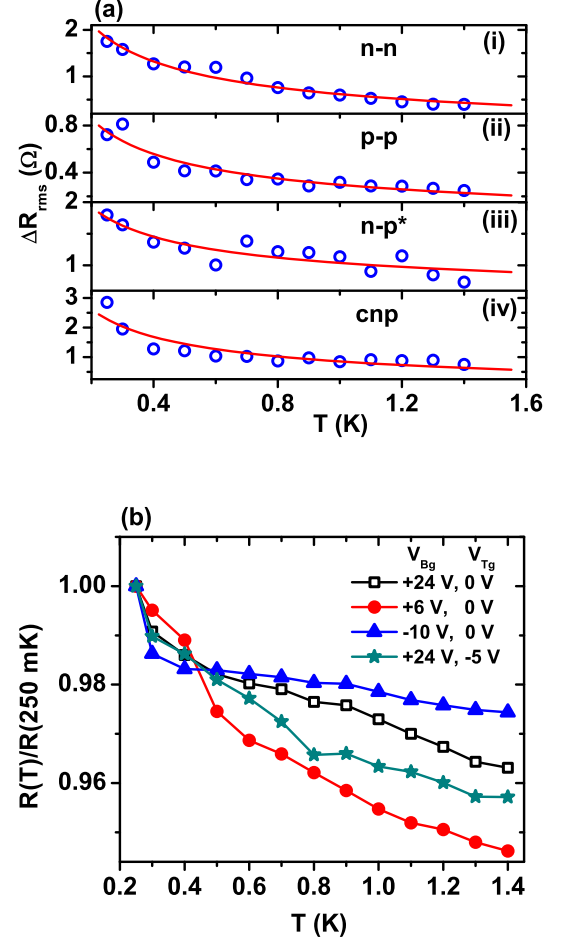 (a)
2
n-n
(i)
1
0.8
p-p
(ii)
0.4
ΔR_rms (Ω)
2
n-p*
(iii)
1
3
cnp
(iv)
2
1
0.4 0.8 1.2 1.6
T (K)
(b)
V_Bg V_Tg
+24 V, 0 V
+6 V, 0 V
-10 V, 0 V
+24 V, -5 V
1.00
0.98
0.96
R(T)/R(250 mK)
0.2 0.4 0.6 0.8 1.0 1.2 1.4
T (K)